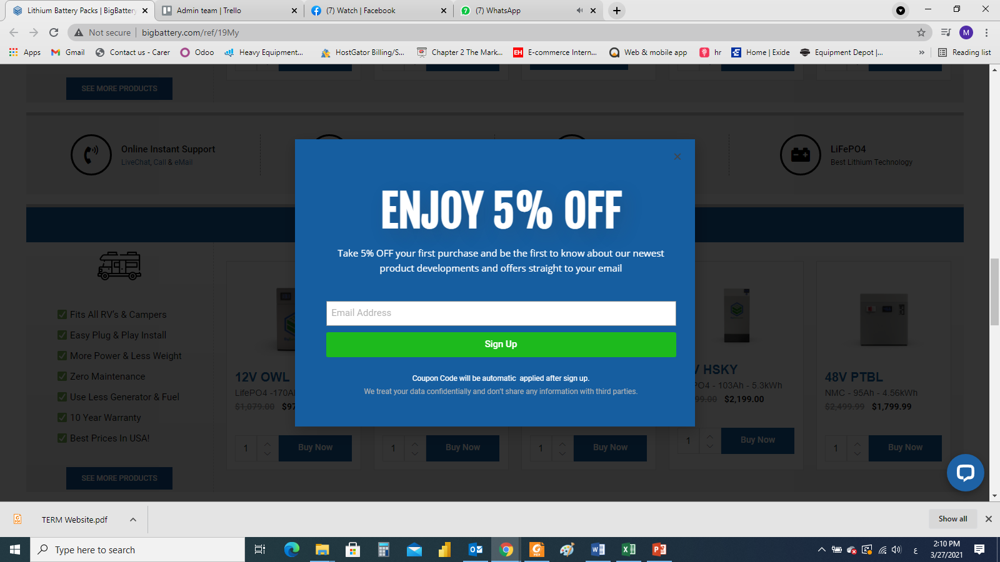 Lithium Battery Packs | BigBattery
Admin team | Trello
(7) Watch | Facebook
7
(7) WhatsApp
Not secure
bigbattery.com/ref/19My
M
Apps
Gmail
Contact us - Carer
Odoo
Heavy Equipment...
HostGator Billing/S...
Chapter 2 The Mark...
EH
E-commerce Intern...
Web & mobile app
hr
Home | Exide
Equipment Depot |...
»
Reading list
SEE MORE PRODUCTS
Online Instant Support
LiveChat, Call & eMail
LiFePO4
Best Lithium Technology
ENJOY 5% OFF
Take 5% OFF your first purchase and be the first to know about our newest
product developments and offers straight to your email
Email Address
Sign Up
Coupon Code will be automatic applied after sign up.
We treat your data confidentially and don't share any information with third parties.
Fits All RV's & Campers
Easy Plug & Play Install
More Power & Less Weight
Zero Maintenance
Use Less Generator & Fuel
10 Year Warranty
Best Prices In USA!
SEE MORE PRODUCTS
12V OWL
LifePO4 -170A
$1,079.00 $97
1
Buy Now
1
Buy Now
1
Buy Now
V HSKY
PO4 - 103Ah - 5.3kWh
99.00 $2,199.00
1
Buy Now
48V PTBL
NMC - 95Ah - 4.56kWh
$2,499.99 $1,799.99
1
Buy Now
TERM Website.pdf
Show all
Type here to search
ع
2:10 PM
3/27/2021